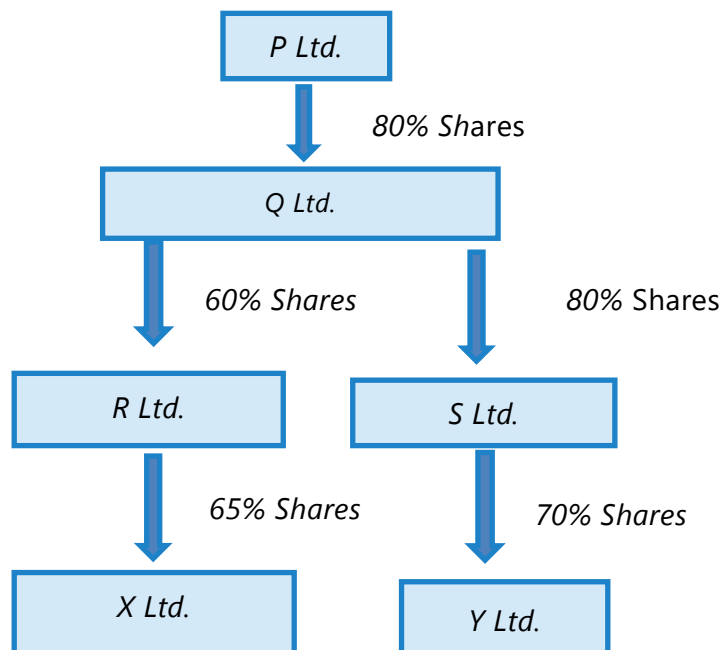 P Ltd.
80% Shares
Q Ltd.
60% Shares
80% Shares
R Ltd.
S Ltd.
65% Shares
70% Shares
X Ltd.
Y Ltd.